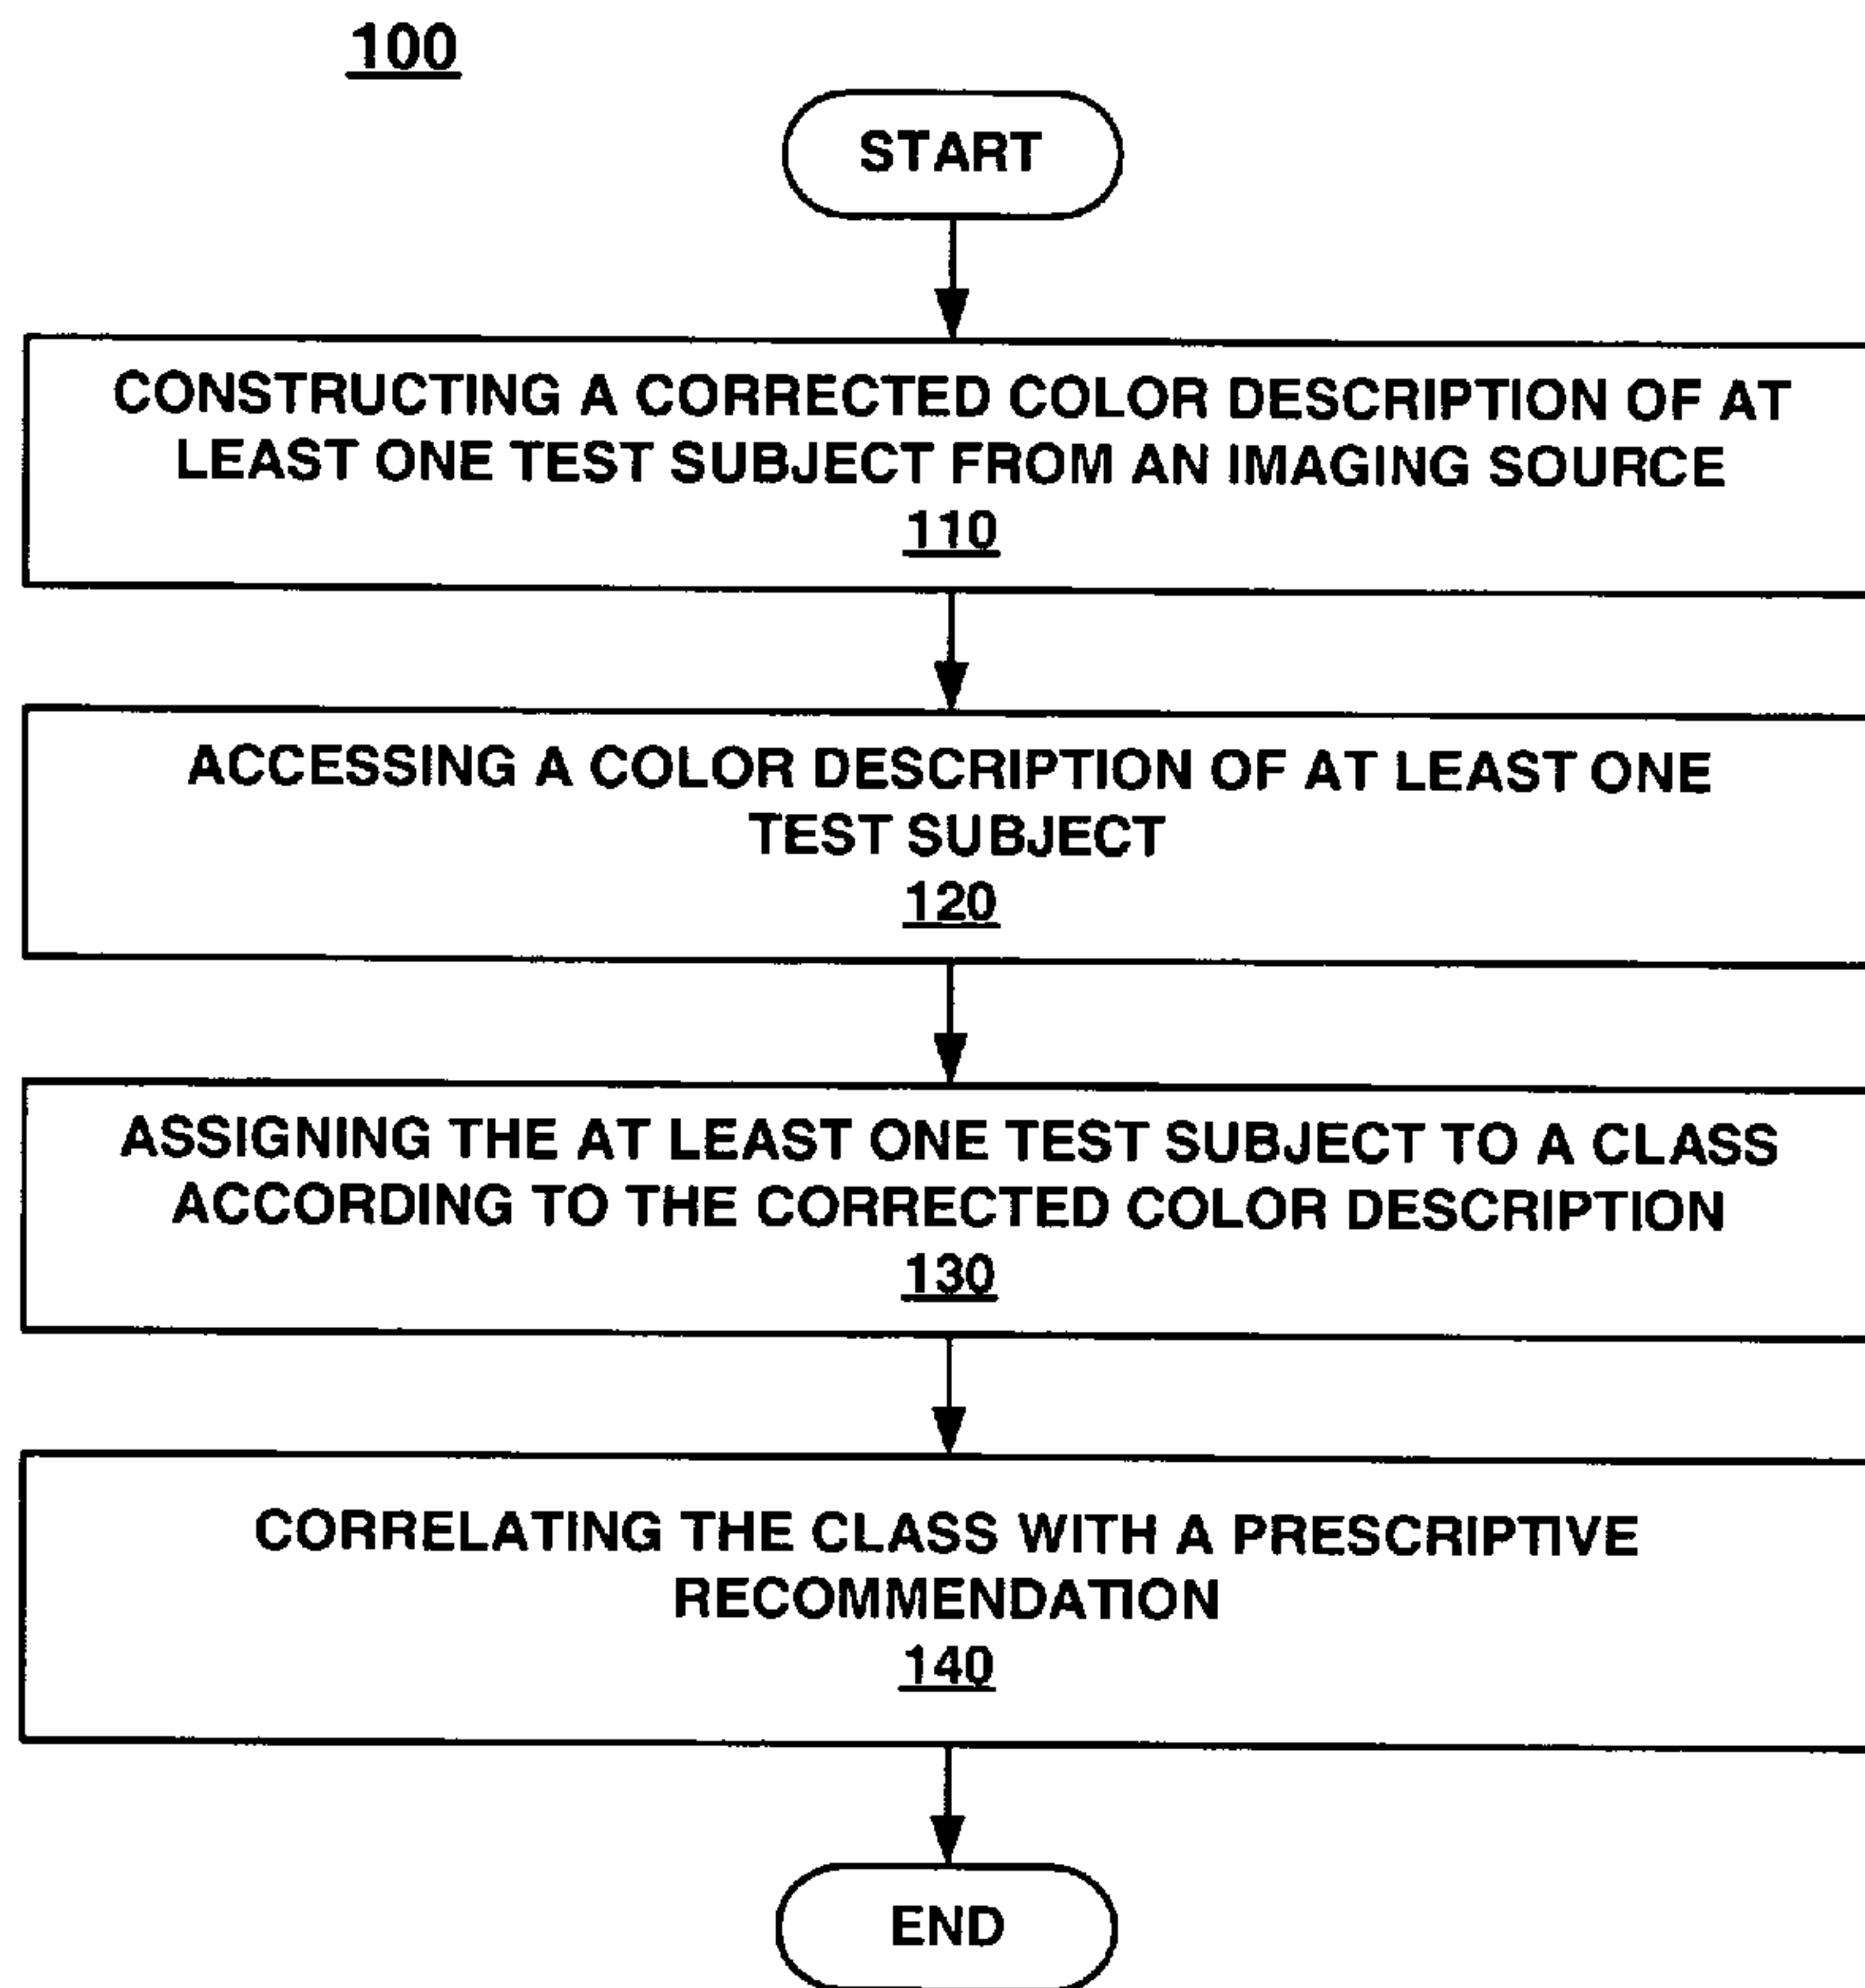 100
START
CONSTRUCTING A CORRECTED COLOR DESCRIPTION OF AT
LEAST ONE TEST SUBJECT FROM AN IMAGING SOURCE
110
ACCESSING A COLOR DESCRIPTION OF AT LEAST ONE
TEST SUBJECT
120
ASSIGNING THE AT LEAST ONE TEST SUBJECT TO A CLASS
ACCORDING TO THE CORRECTED COLOR DESCRIPTION
130
CORRELATING THE CLASS WITH A PRESCRIPTIVE
RECOMMENDATION
140
END